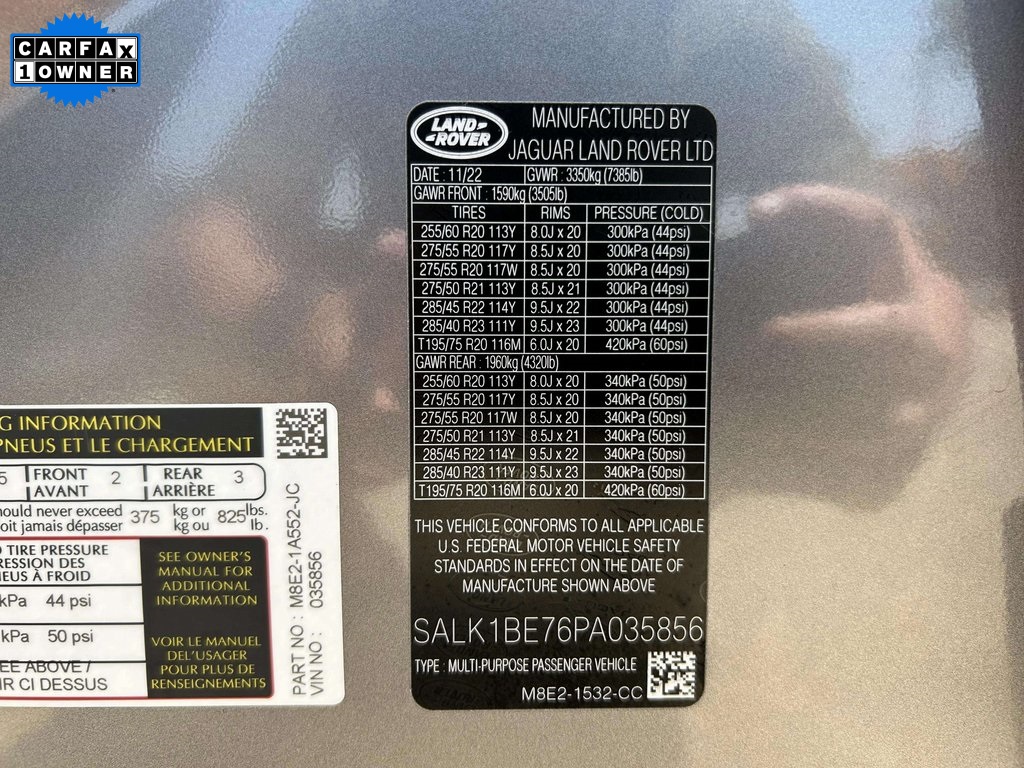 CARFAX
1 OWNER
LAND-
-ROVER
MANUFACTURED BY
JAGUAR LAND ROVER LTD
DATE : 11/22 GVWR : 3350kg (7385lb)
GAWR FRONT : 1590kg (3505lb)
TIRES RIMS PRESSURE (COLD)
255/60 R20 113Y 8.0J x 20 300kPa (44psi)
275/55 R20 117Y 8.5J x 20 300kPa (44psi)
275/55 R20 117W 8.5J x 20 300kPa (44psi)
275/50 R21 113Y 8.5J x 21 300kPa (44psi)
285/45 R22 114Y 9.5J x 22 300kPa (44psi)
285/40 R23 111Y 9.5J x 23 300kPa (44psi)
T195/75 R20 116M 6.0J x 20 420kPa (60psi)
GAWR REAR : 1960kg (4320lb)
255/60 R20 113Y 8.0J x 20 340kPa (50psi)
275/55 R20 117Y 8.5J x 20 340kPa (50psi)
275/55 R20 117W 8.5J x 20 340kPa (50psi)
275/50 R21 113Y 8.5J x 21 340kPa (50psi)
285/45 R22 114Y 9.5J x 22 340kPa (50psi)
285/40 R23 111Y 9.5J x 23 340kPa (50psi)
T195/75 R20 116M 6.0J x 20 420kPa (60psi)
THIS VEHICLE CONFORMS TO ALL APPLICABLE
U.S. FEDERAL MOTOR VEHICLE SAFETY
STANDARDS IN EFFECT ON THE DATE OF
MANUFACTURE SHOWN ABOVE
SALK1BE76PA035856
TYPE : MULTI-PURPOSE PASSENGER VEHICLE
M8E2-1532-CC
G INFORMATION
PNEUS ET LE CHARGEMENT
5 FRONT 2 REAR 3
AVANT ARRIÈRE
hould never exceed 375 kg or 825 lbs.
oit jamais dépasser kg ou lb.
TIRE PRESSURE
RESSION DES
NEUS À FROID
kPa 44 psi
kPa 50 psi
EE ABOVE /
IR CI DESSUS
SEE OWNER'S
MANUAL FOR
ADDITIONAL
INFORMATION
VOIR LE MANUEL
DEL'USAGER
POUR PLUS DE
RENSEIGNEMENTS
PART NO : M8E2-1A552-JC
VIN NO : 035856